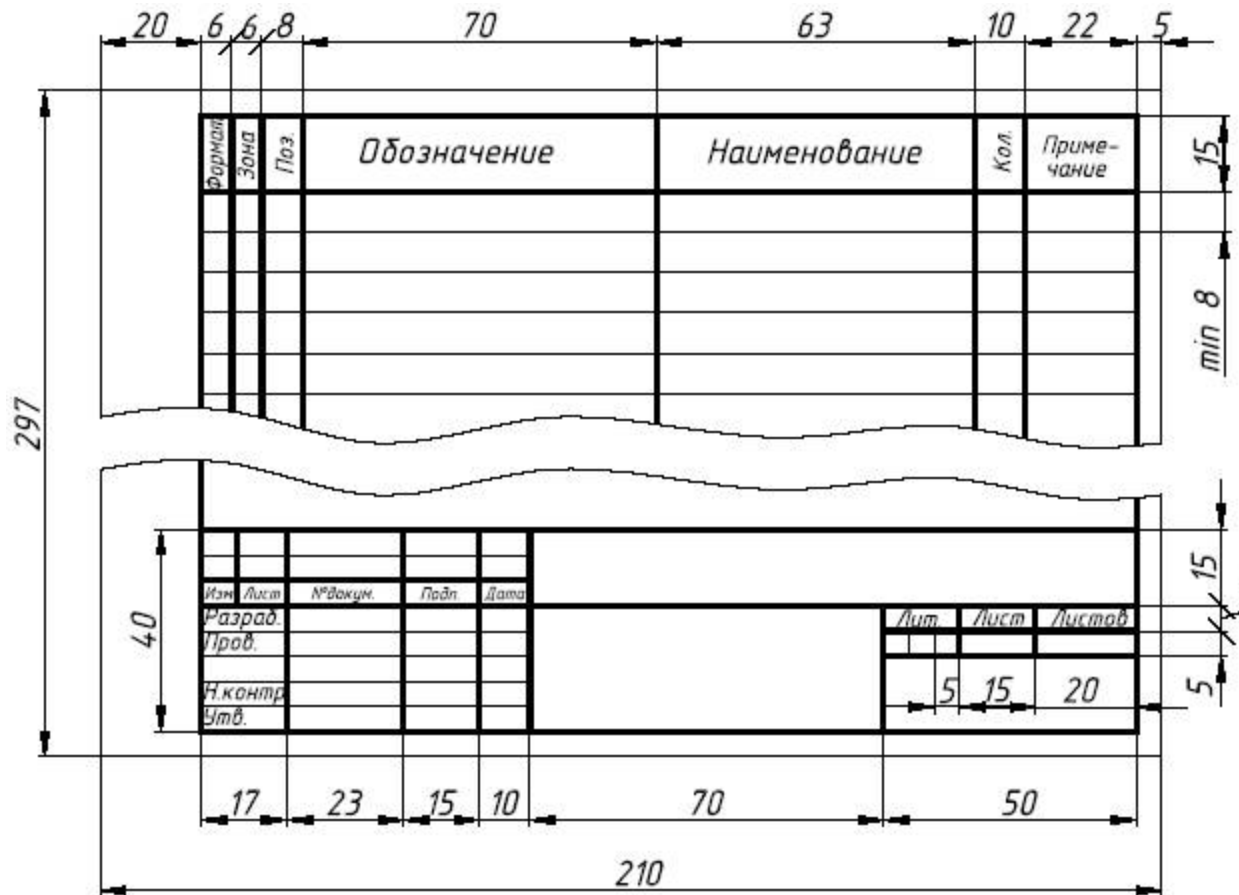 20 6 6 8 70 63 10 22 5
Формат Зона Поз. Обозначение Наименование Кол. Приме-
чание
15
min 8
297
40
15
Изм Лист №докум. Подп. Дата
Разраб.
Пров.
Н.контр
Утв.
Лит. Лист Листов
5
5 15 20
17 23 15 10 70 50
210